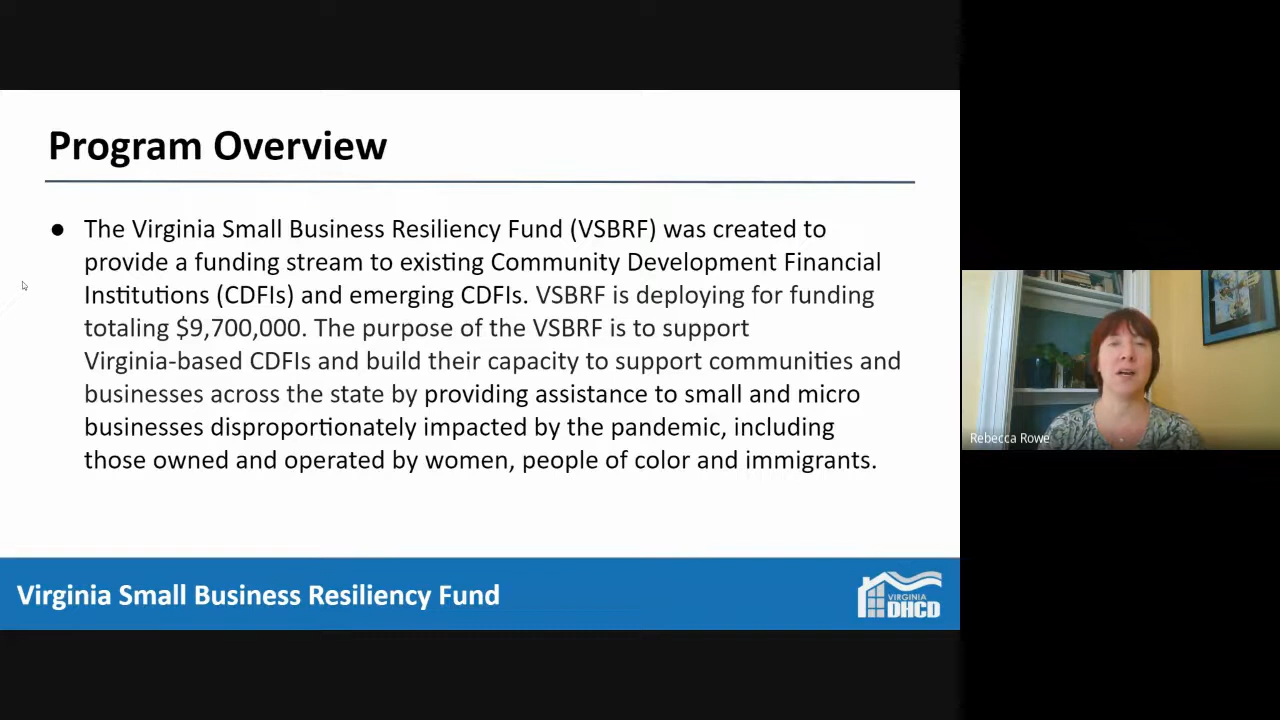 Program Overview
● The Virginia Small Business Resiliency Fund (VSBRF) was created to
provide a funding stream to existing Community Development Financial
Institutions (CDFIs) and emerging CDFIs. VSBRF is deploying for funding
totaling $9,700,000. The purpose of the VSBRF is to support
Virginia-based CDFIs and build their capacity to support communities and
businesses across the state by providing assistance to small and micro
businesses disproportionately impacted by the pandemic, including
those owned and operated by women, people of color and immigrants.
Rebecca Rowe
Virginia Small Business Resiliency Fund
VIRGINIA
DHCD